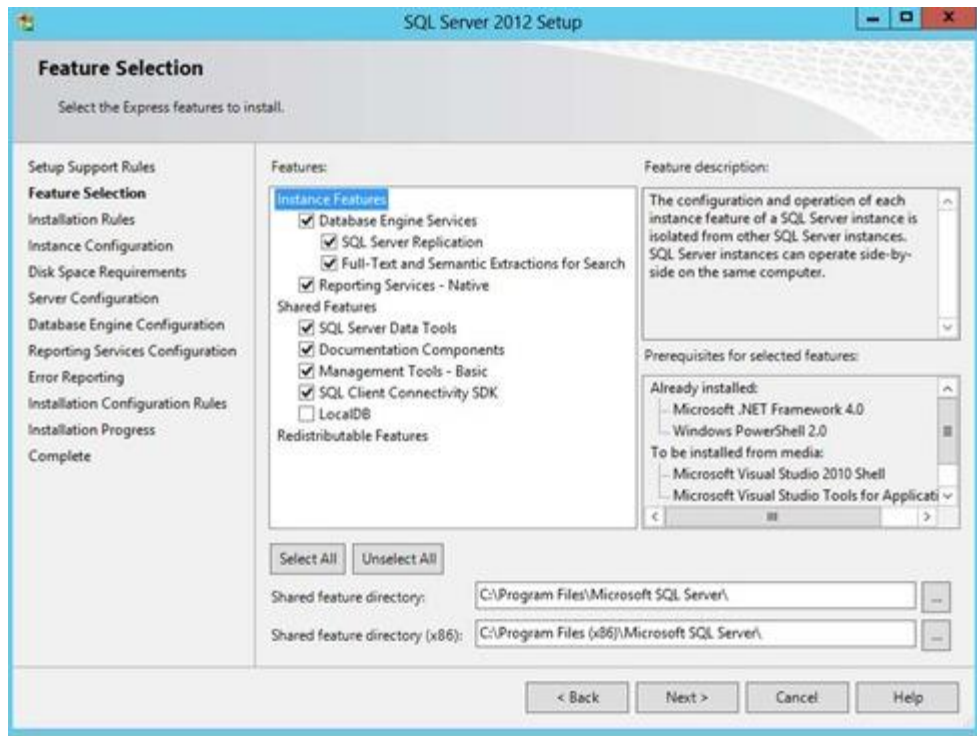 SQL Server 2012 Setup
Feature Selection
Select the Express features to install.
Setup Support Rules
Feature Selection
Installation Rules
Instance Configuration
Disk Space Requirements
Server Configuration
Database Engine Configuration
Reporting Services Configuration
Error Reporting
Installation Configuration Rules
Installation Progress
Complete
Features:
Instance Features
Database Engine Services
SQL Server Replication
Full-Text and Semantic Extractions for Search
Reporting Services - Native
Shared Features
SQL Server Data Tools
Documentation Components
Management Tools - Basic
SQL Client Connectivity SDK
LocalDB
Redistributable Features
Feature description:
The configuration and operation of each
instance feature of a SQL Server instance is
isolated from other SQL Server instances.
SQL Server instances can operate side-by-
side on the same computer.
Prerequisites for selected features:
Already installed:
Microsoft .NET Framework 4.0
Windows PowerShell 2.0
To be installed from media:
Microsoft Visual Studio 2010 Shell
Microsoft Visual Studio Tools for Applicati
Select All
Unselect All
Shared feature directory:
C:\Program Files\Microsoft SQL Server\
...
Shared feature directory (x86):
C:\Program Files (x86)\Microsoft SQL Server\
...
< Back
Next >
Cancel
Help